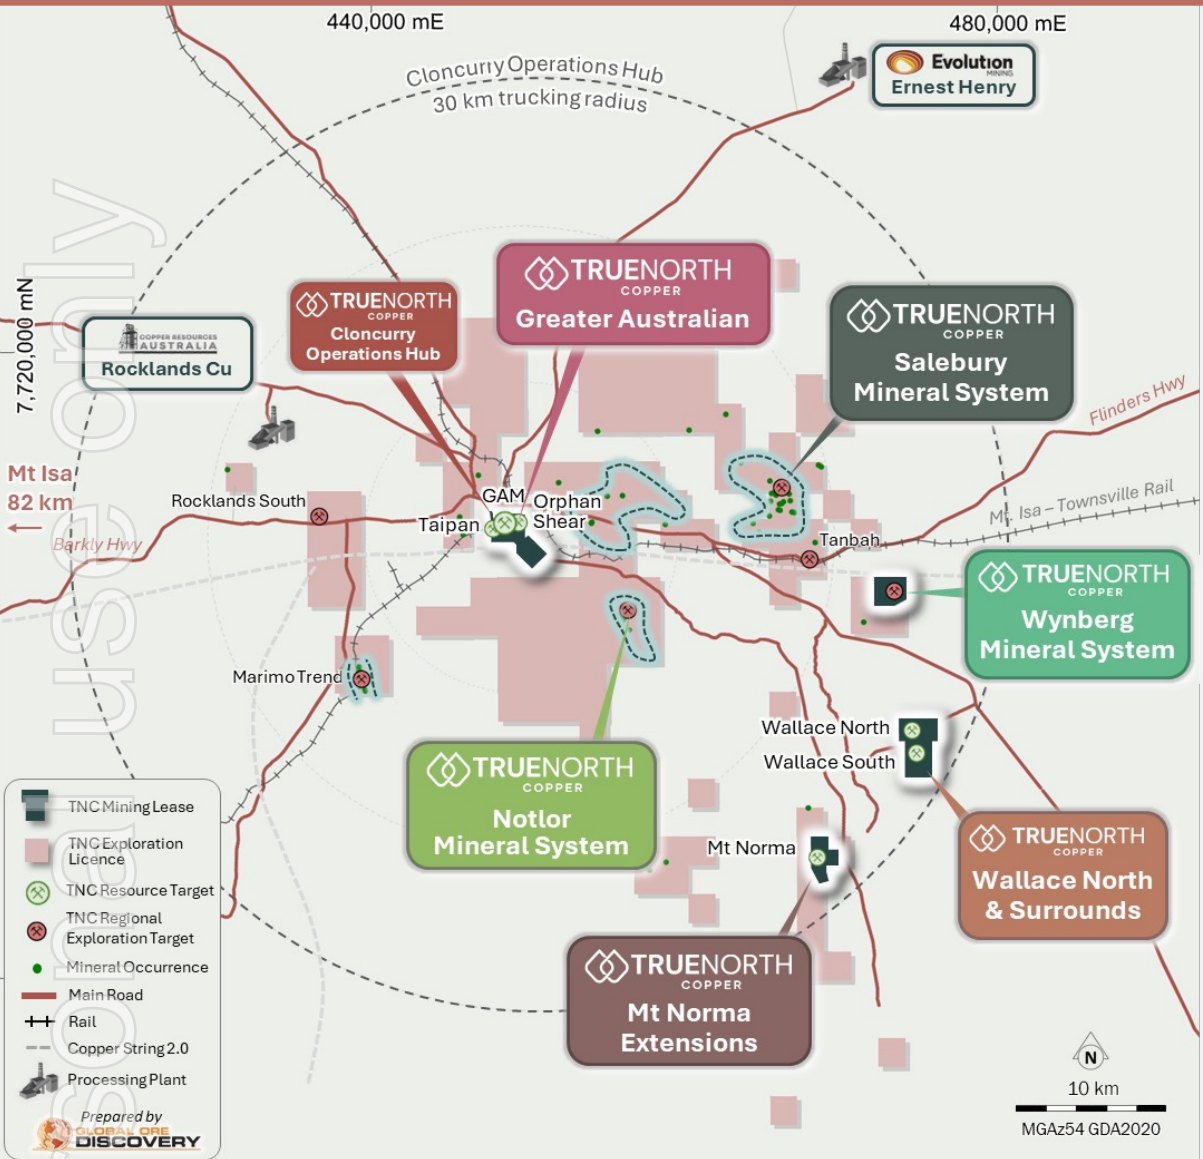 440,000 mE
480,000 mE
Cloncurry Operations Hub
30 km trucking radius
Evolution
MINING
Ernest Henry
7,720,000 mN
TRUENORTH
COPPER
Greater Australian
TRUENORTH
COPPER
Cloncurry
Operations Hub
TRUENORTH
COPPER
Salebury
Mineral System
COPPER RESOURCES
AUSTRALIA
Rocklands Cu
Flinders Hwy
Mt Isa
82 km
Rocklands South
GAM
Orphan
Shear
Taipan
Mt. Isa - Townsville Rail
Barkly Hwy
Tanbah
TRUENORTH
COPPER
Wynberg
Mineral System
Marimo Trend
Wallace North
Wallace South
TRUENORTH
COPPER
Notlor
Mineral System
Mt Norma
TRUENORTH
COPPER
Wallace North
& Surrounds
TRUENORTH
COPPER
Mt Norma
Extensions
TNC Mining Lease
TNC Exploration
Licence
TNC Resource Target
TNC Regional
Exploration Target
Mineral Occurrence
Main Road
Rail
Copper String 2.0
Processing Plant
Prepared by
GLOBAL ORE
DISCOVERY
N
10 km
MGAz54 GDA2020
sonal use only